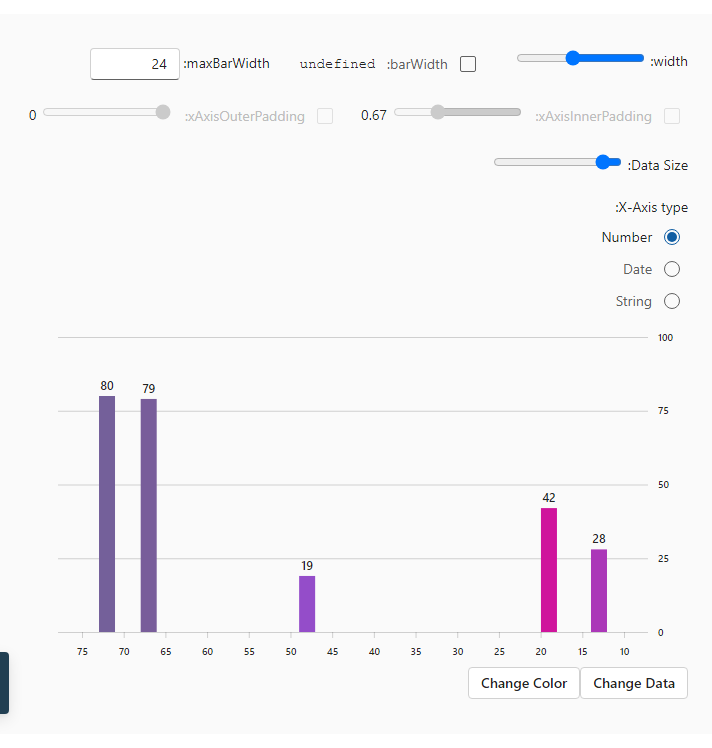 :width
:barWidth undefined
:maxBarWidth 24
:xAxisInnerPadding 0.67
:xAxisOuterPadding 0
:Data Size
:X-Axis type
Number
Date
String
100
75
50
25
0
80 79 19 42 28
75 70 65 60 55 50 45 40 35 30 25 20 15 10
Change Color Change Data